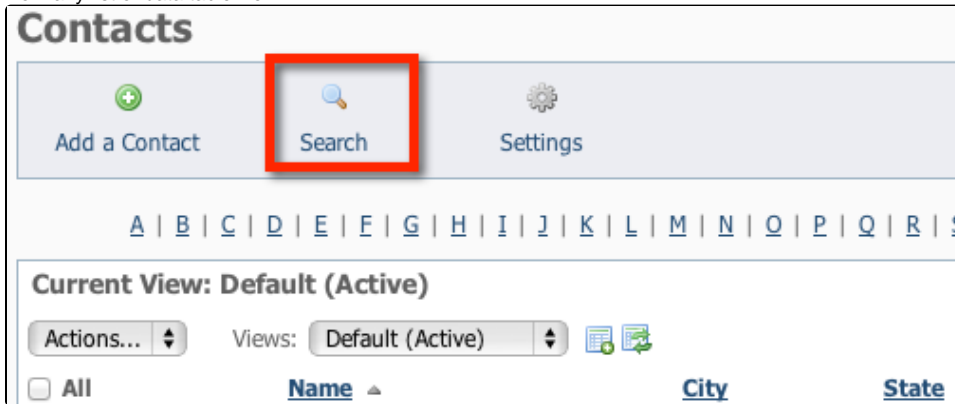 Contacts
Add a Contact Search Settings
A | B | C | D | E | F | G | H | I | J | K | L | M | N | O | P | Q | R |
Current View: Default (Active)
Actions... Views: Default (Active)
All Name City State